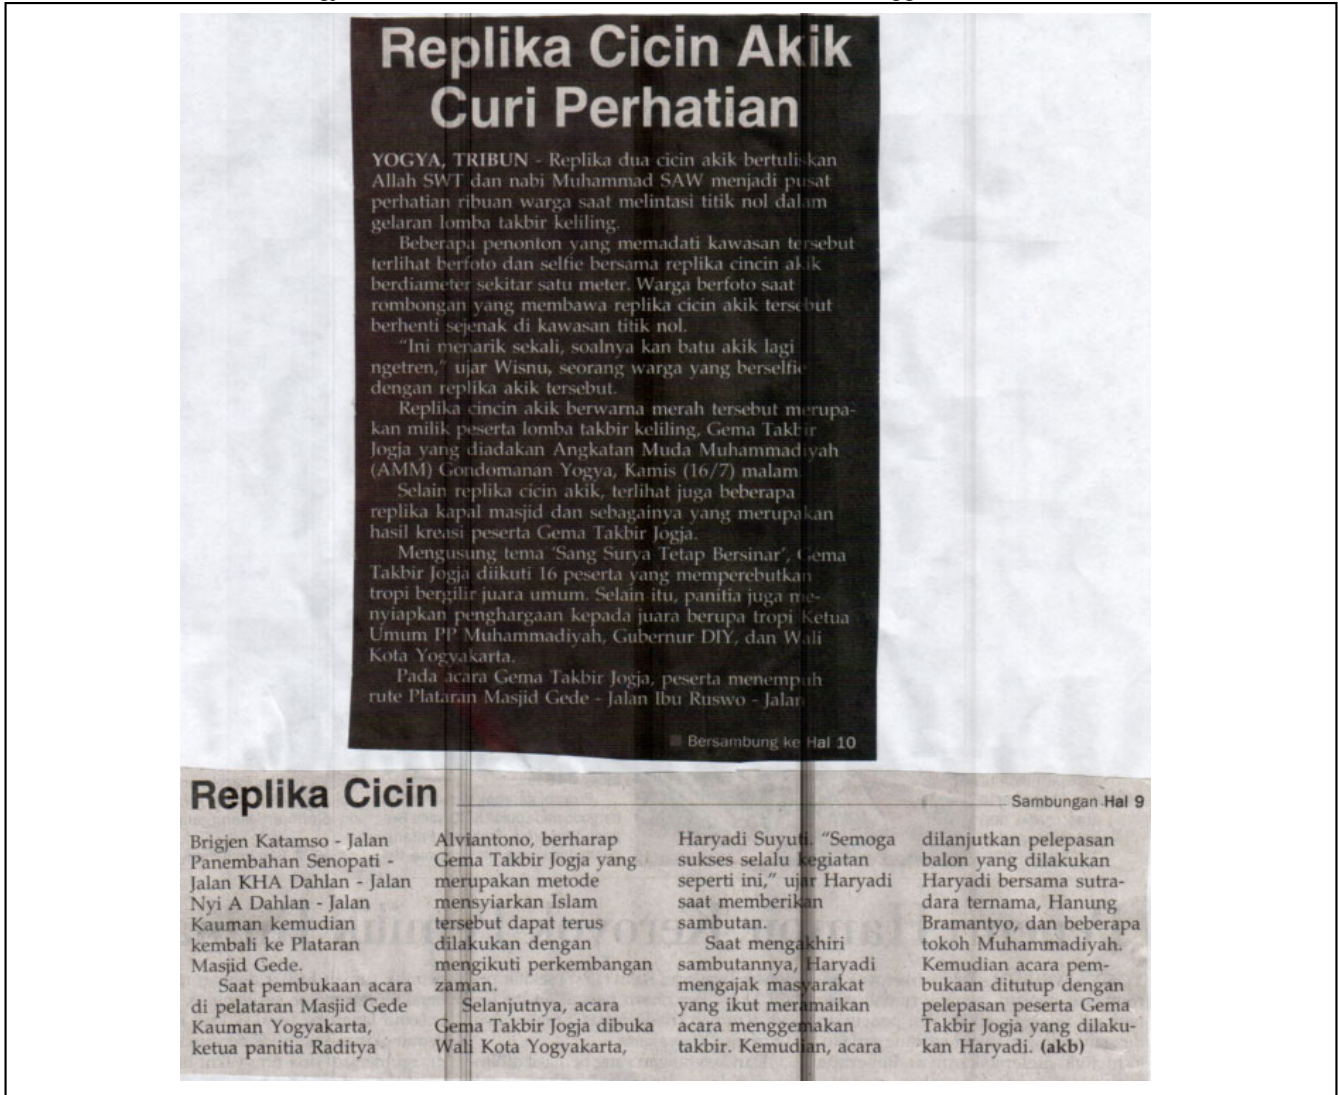 Replika Cicin Akik
Curi Perhatian
YOGYA, TRIBUN - Replika dua cicin akik bertuliskan
Allah SWT dan nabi Muhammad SAW menjadi pusat
perhatian ribuan warga saat melintasi titik nol dalam
gelaran lomba takbir keliling.
Beberapa penonton yang memadati kawasan tersebut
terlihat berfoto dan selfie bersama replika cincin akik
berdiameter sekitar satu meter. Warga berfoto saat
rombongan yang membawa replika cicin akik tersebut
berhenti sejenak di kawasan titik nol.
"Ini menarik sekali, soalnya kan batu akik lagi
ngetren," ujar Wisnu, seorang warga yang berselfie
dengan replika akik tersebut.
Replika cincin akik berwarna merah tersebut merupa-
kan milik peserta lomba takbir keliling, Gema Takbir
Jogja yang diadakan Angkatan Muda Muhammadiyah
(AMM) Gondomanan Yogya, Kamis (16/7) malam.
Selain replika cicin akik, terlihat juga beberapa
replika kapal masjid dan sebagainya yang merupakan
hasil kreasi peserta Gema Takbir Jogja.
Mengusung tema 'Sang Surya Tetap Bersinar', Gema
Takbir Jogja diikuti 16 peserta yang memperebutkan
tropi bergilir juara umum. Selain itu, panitia juga me-
nyiapkan penghargaan kepada juara berupa tropi Ketua
Umum PP Muhammadiyah, Gubernur DIY, dan Wali
Kota Yogyakarta.
Pada acara Gema Takbir Jogja, peserta menempuh
rute Plataran Masjid Gede - Jalan Ibu Ruswo - Jalan
Bersambung ke Hal 10
Replika Cicin
Sambungan Hal 9
Brigjen Katamso - Jalan
Panembahan Senopati -
Jalan KHA Dahlan - Jalan
Nyi A Dahlan - Jalan
Kauman kemudian
kembali ke Plataran
Masjid Gede.
Saat pembukaan acara
di pelataran Masjid Gede
Kauman Yogyakarta,
ketua panitia Raditya
Alviantono, berharap
Gema Takbir Jogja yang
merupakan metode
mensyiarkan Islam
tersebut dapat terus
dilakukan dengan
mengikuti perkembangan
zaman.
Selanjutnya, acara
Gema Takbir Jogja dibuka
Wali Kota Yogyakarta,
Haryadi Suyuti. "Semoga
sukses selalu kegiatan
seperti ini," ujar Haryadi
saat memberikan
sambutan.
Saat mengakhiri
sambutannya, Haryadi
mengajak masyarakat
yang ikut meramaikan
acara menggemakan
takbir. Kemudian, acara
dilanjutkan pelepasan
balon yang dilakukan
Haryadi bersama sutra-
dara ternama, Hanung
Bramantyo, dan beberapa
tokoh Muhammadiyah.
Kemudian acara pem-
bukaan ditutup dengan
pelepasan peserta Gema
Takbir Jogja yang dilaku-
kan Haryadi. (akb)